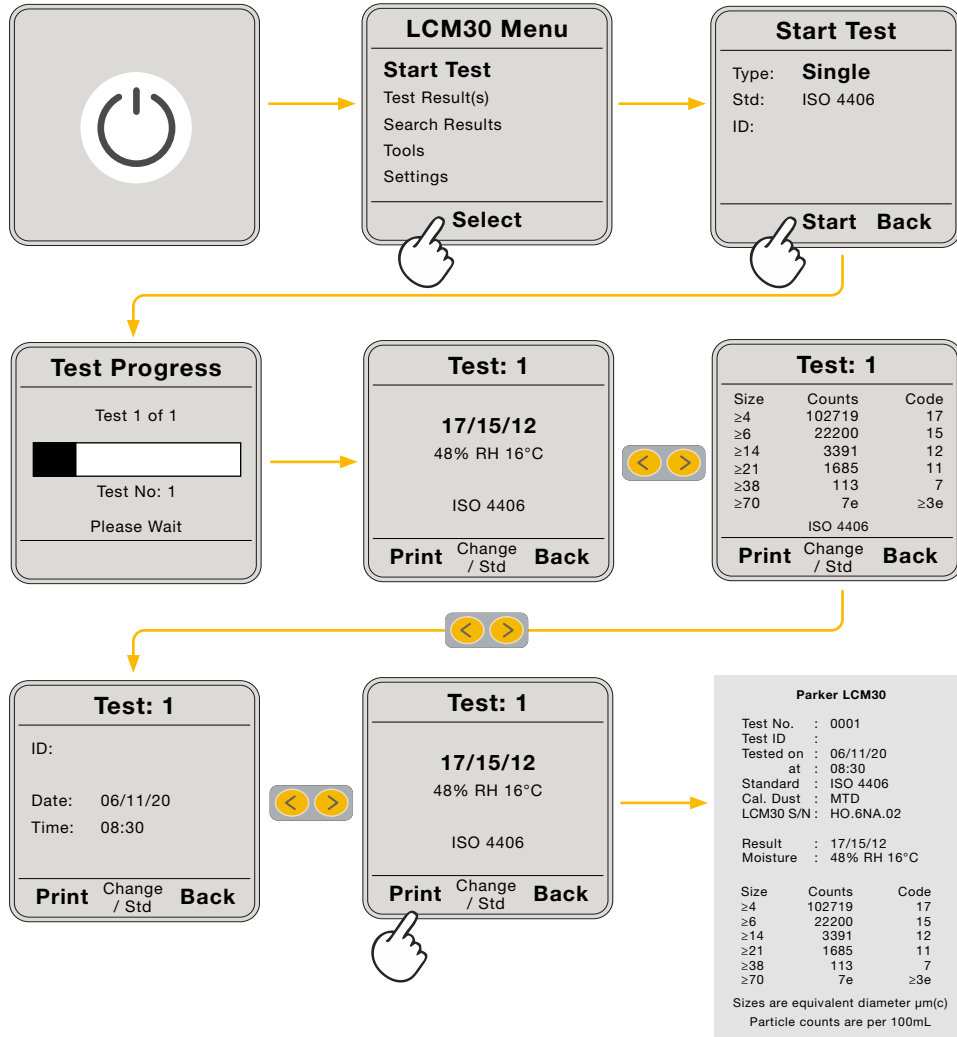 LCM30 Menu
Start Test
Test Result(s)
Search Results
Tools
Settings
Select
Start Test
Type: Single
Std: ISO 4406
ID:
Start Back
Test Progress
Test 1 of 1
Test No: 1
Please Wait
Test: 1
17/15/12
48% RH 16°C
ISO 4406
Print Change / Std Back
< >
Test: 1
Size Counts Code
≥4 102719 17
≥6 22200 15
≥14 3391 12
≥21 1685 11
≥38 113 7
≥70 7e ≥3e
ISO 4406
Print Change / Std Back
< >
Test: 1
ID:
Date: 06/11/20
Time: 08:30
Print Change / Std Back
< >
Test: 1
17/15/12
48% RH 16°C
ISO 4406
Print Change / Std Back
Parker LCM30
Test No. : 0001
Test ID :
Tested on : 06/11/20
at : 08:30
Standard : ISO 4406
Cal. Dust : MTD
LCM30 S/N : HO.6NA.02
Result : 17/15/12
Moisture : 48% RH 16°C
Size Counts Code
≥4 102719 17
≥6 22200 15
≥14 3391 12
≥21 1685 11
≥38 113 7
≥70 7e ≥3e
Sizes are equivalent diameter µm(c)
Particle counts are per 100mL